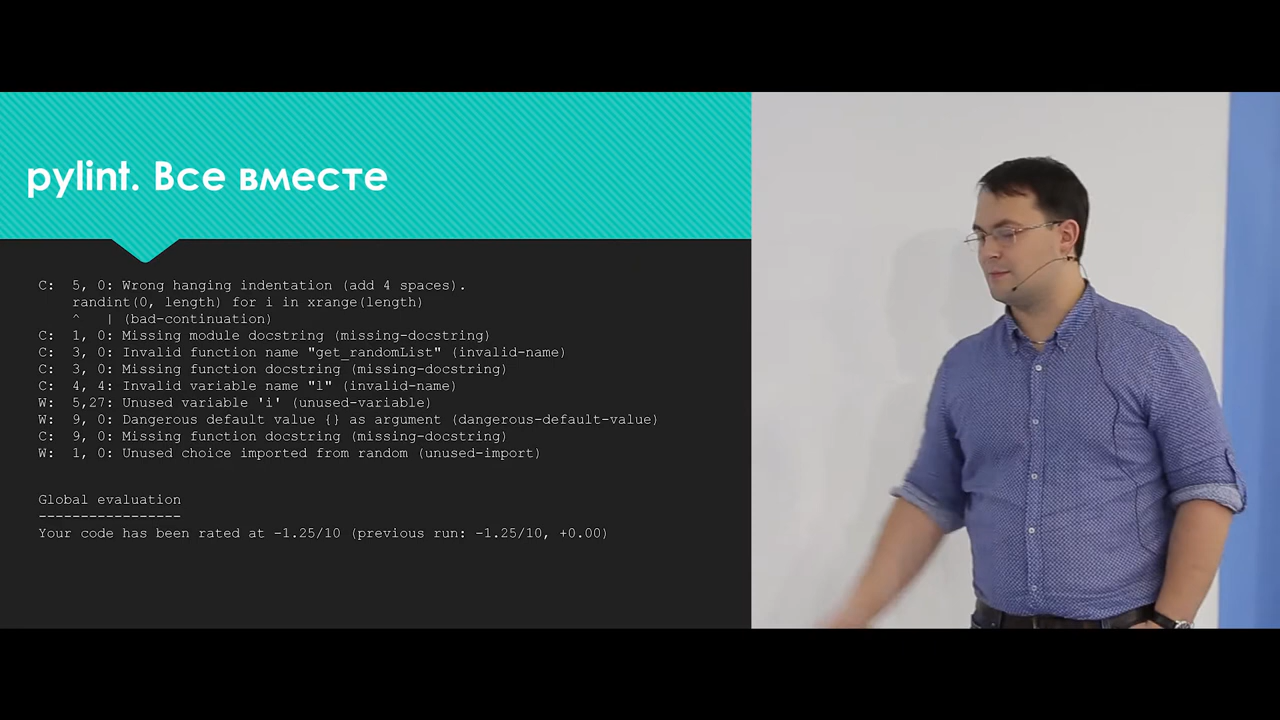 pylint. Все вместе
C:  5, 0: Wrong hanging indentation (add 4 spaces).
    randint(0, length) for i in xrange(length)
    ^   | (bad-continuation)
C:  1, 0: Missing module docstring (missing-docstring)
C:  3, 0: Invalid function name "get_randomList" (invalid-name)
C:  3, 0: Missing function docstring (missing-docstring)
C:  4, 4: Invalid variable name "l" (invalid-name)
W:  5,27: Unused variable 'i' (unused-variable)
W:  9, 0: Dangerous default value {} as argument (dangerous-default-value)
C:  9, 0: Missing function docstring (missing-docstring)
W:  1, 0: Unused choice imported from random (unused-import)
Global evaluation
-----------------
Your code has been rated at -1.25/10 (previous run: -1.25/10, +0.00)